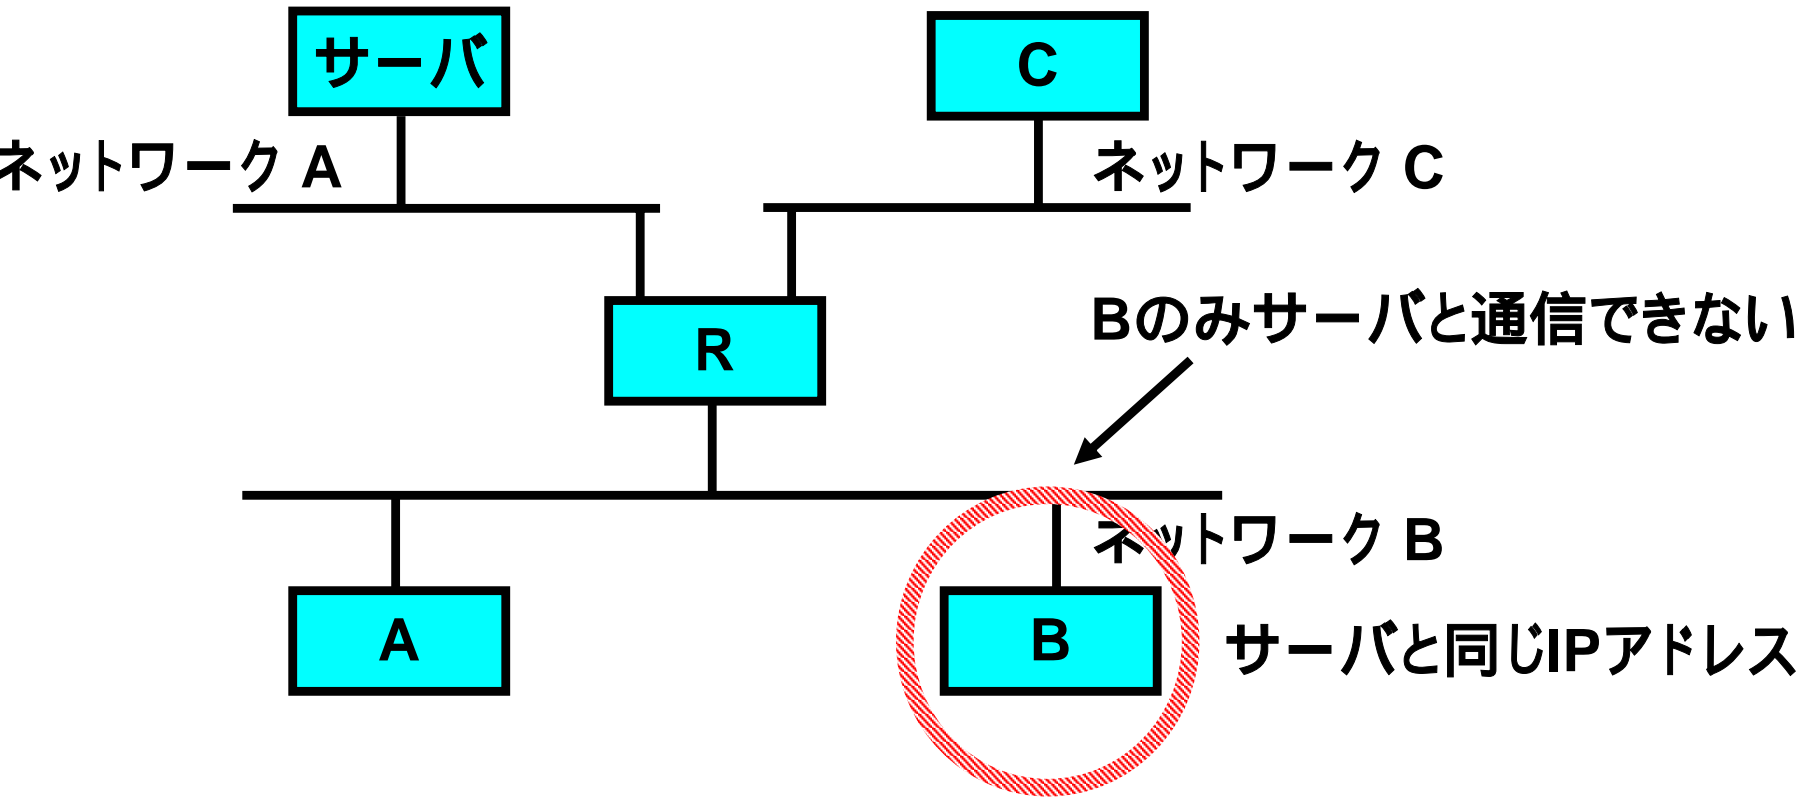 サーバ
C
ネットワーク A
ネットワーク C
R
Bのみサーバと通信できない
ネットワーク B
A
B
サーバと同じIPアドレス